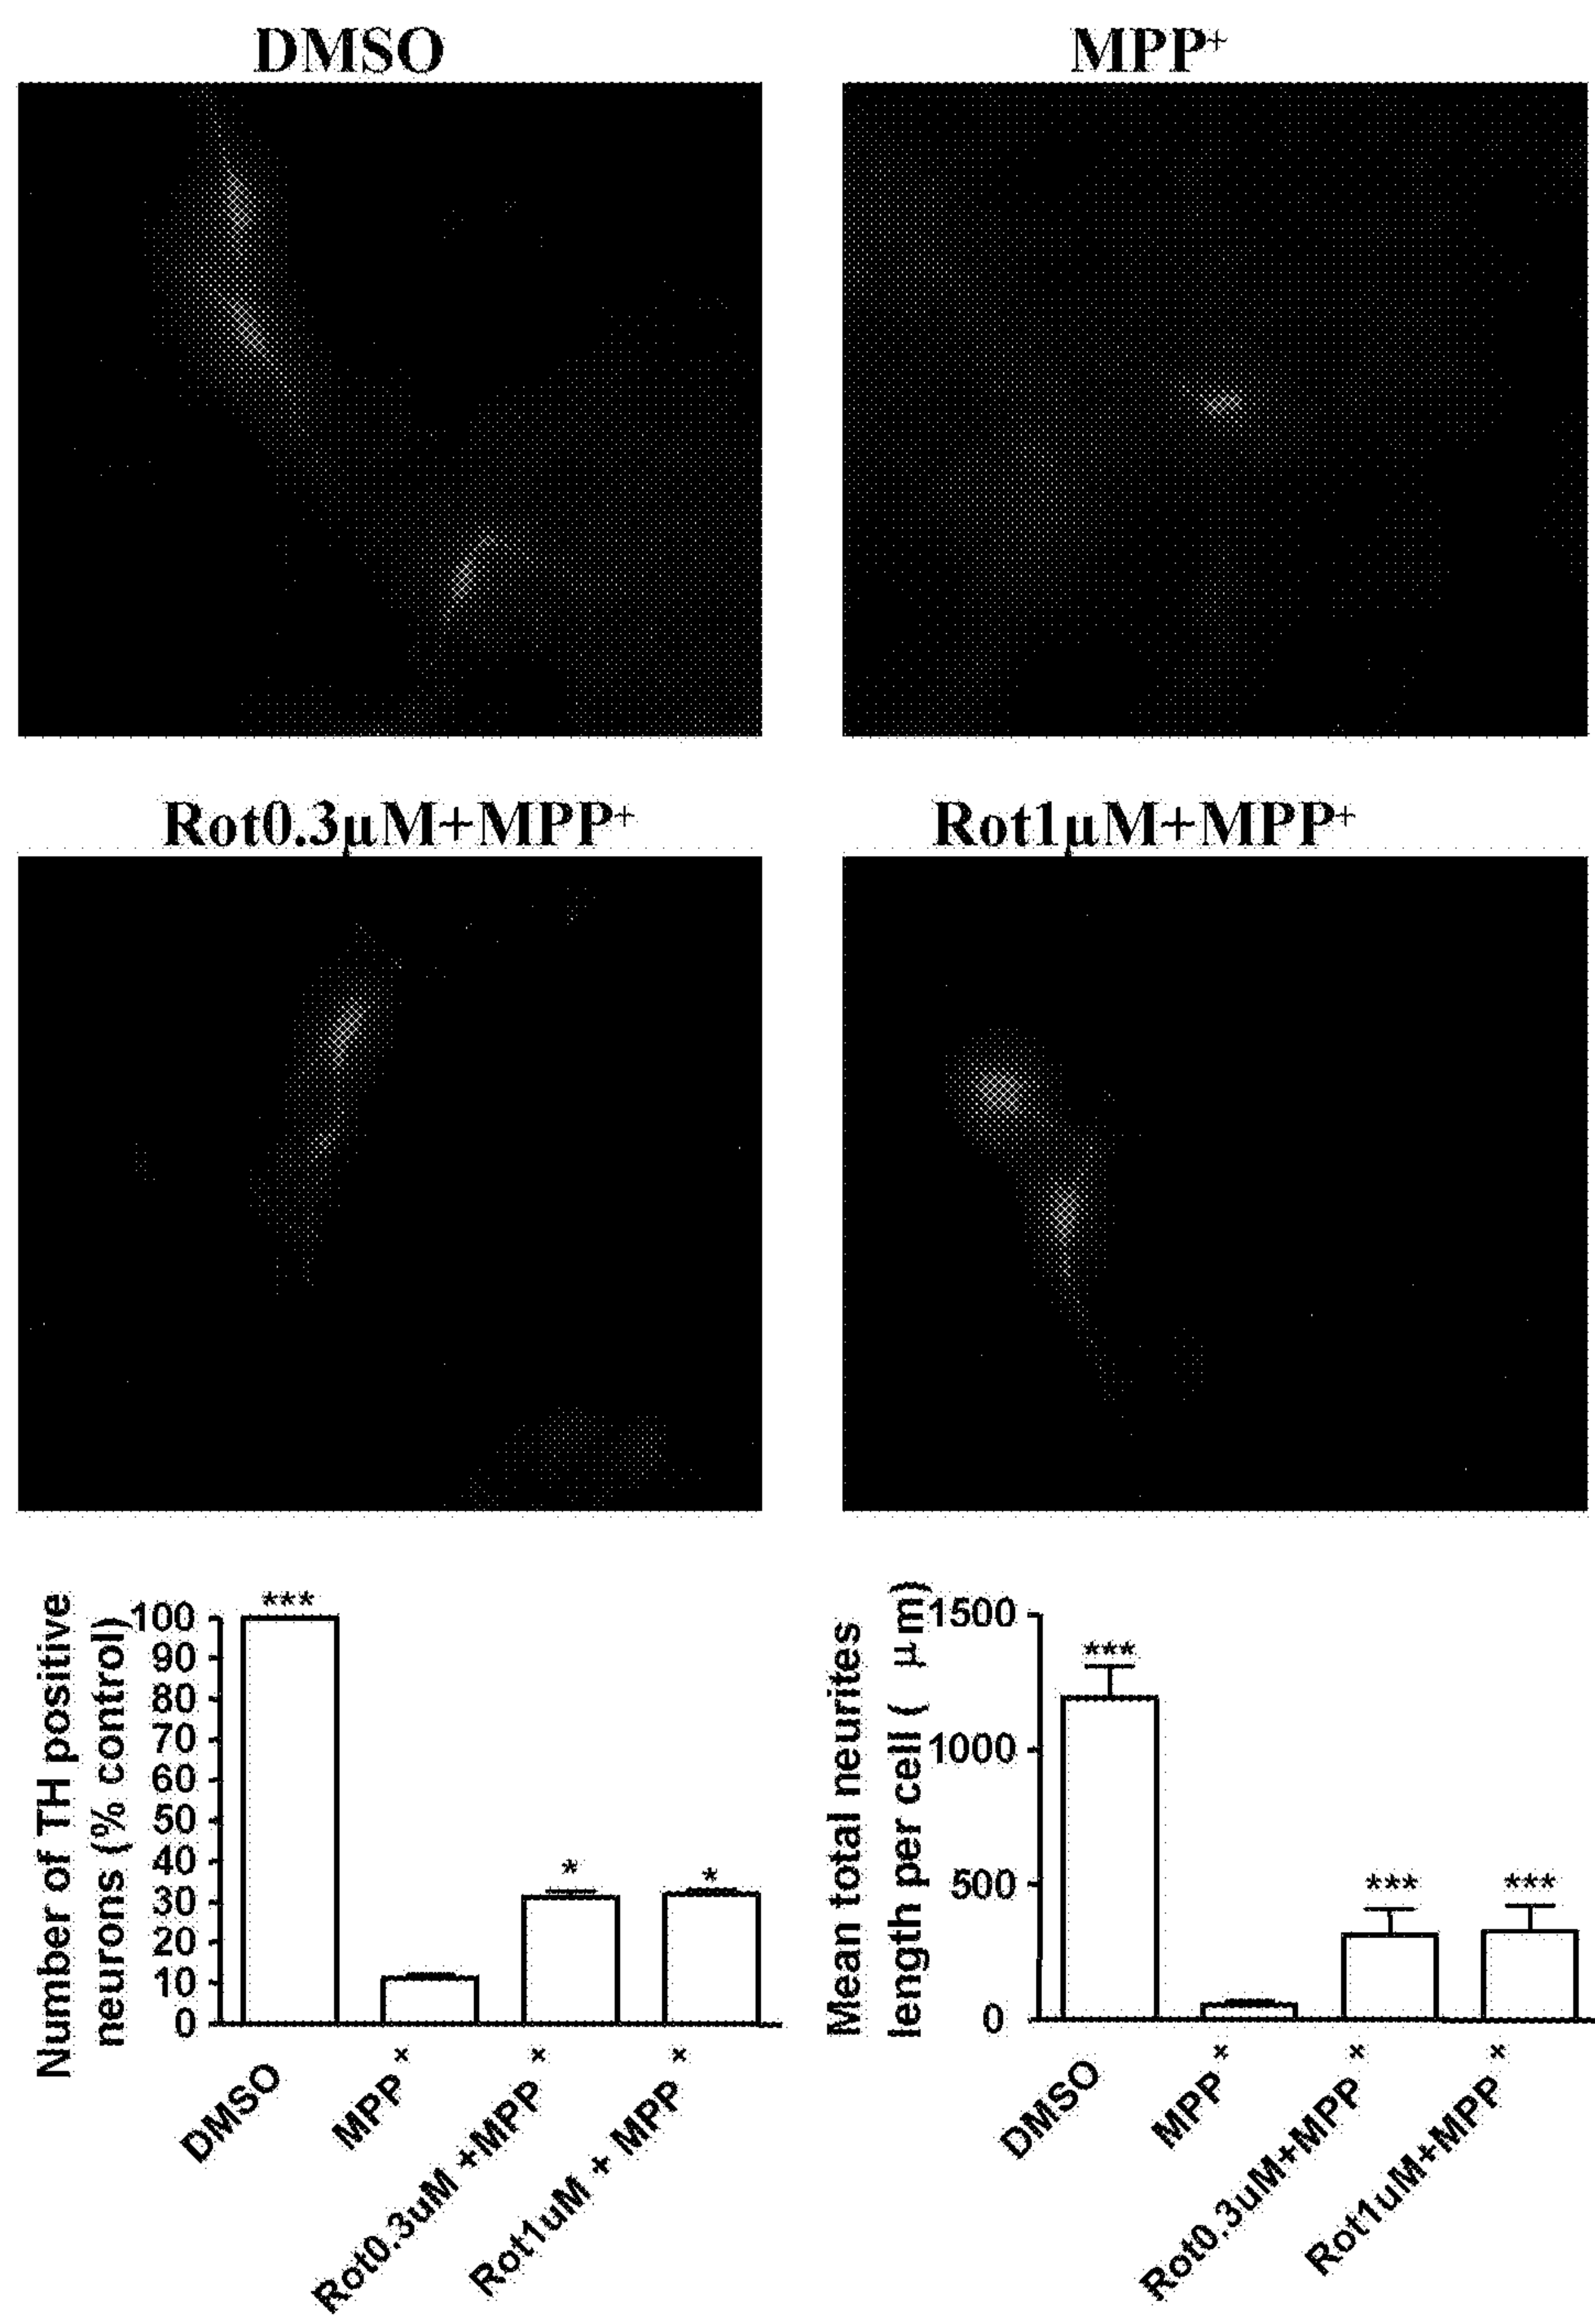 DMSO
MPP⁺
Rot0.3µM+MPP⁺
Rot1µM+MPP⁺
Number of TH positive
neurons (% control)
100
90
80
70
60
50
40
30
20
10
0
***
*
*
DMSO
MPP⁺
Rot0.3uM +MPP⁺
Rot1uM + MPP⁺
Mean total neurites
length per cell ( µm)
1500
1000
500
0
***
***
***
DMSO
MPP⁺
Rot0.3uM+MPP⁺
Rot1uM+MPP⁺